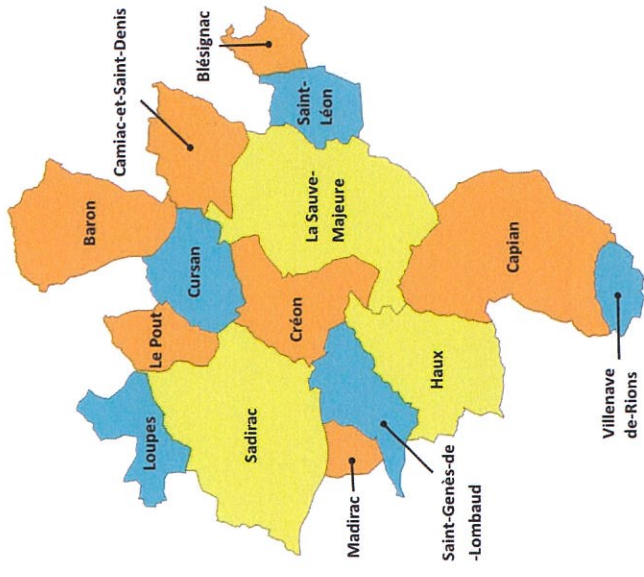 Baron
Camiac-et-Saint-Denis
Blésignac
Saint-
Léon
Cursan
Le Pout
Loupes
La Sauve-
Majeure
Créon
Sadirac
Madirac
Saint-Genès-de
-Lombaud
Haux
Capian
Villenave
de-Rions